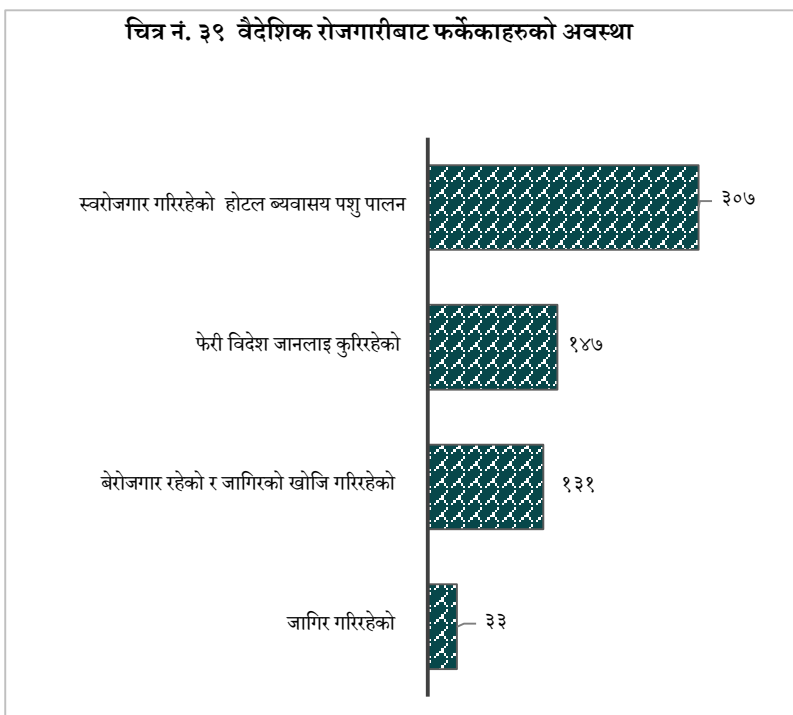 चित्र नं. ३९ वैदेशिक रोजगारीबाट फर्केकाहरुको अवस्था
स्वरोजगार गरिरहेको होटल ब्यवासय पशु पालन
३०७
फेरी विदेश जानलाइ कुरिरहेको
१४७
बेरोजगार रहेको र जागिरको खोजि गरिरहेको
१३१
जागिर गरिरहेको
३३